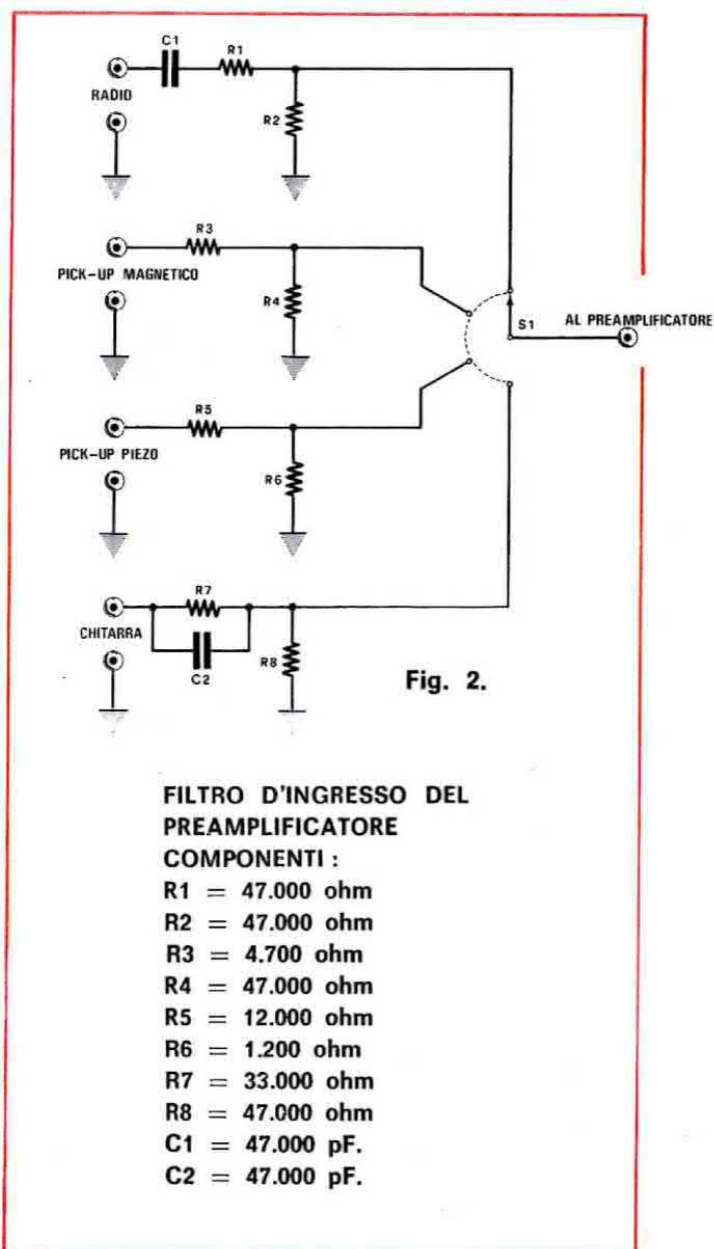 C1
R1
RADIO
R2
R3
PICK-UP MAGNETICO
R4
S1
AL PREAMPLIFICATORE
R5
PICK-UP PIEZO
R6
R7
CHITARRA
C2
R8
Fig. 2.
FILTRO D'INGRESSO DEL
PREAMPLIFICATORE
COMPONENTI :
R1 = 47.000 ohm
R2 = 47.000 ohm
R3 = 4.700 ohm
R4 = 47.000 ohm
R5 = 12.000 ohm
R6 = 1.200 ohm
R7 = 33.000 ohm
R8 = 47.000 ohm
C1 = 47.000 pF.
C2 = 47.000 pF.